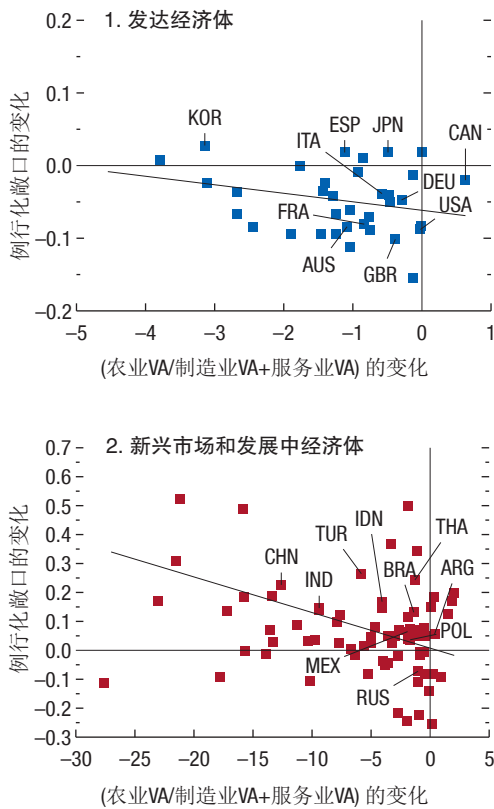 1. 发达经济体
例行化敞口的变化
0.2
0.1
0.0
–0.1
–0.2
KOR
ESP
JPN
ITA
CAN
DEU
USA
FRA
AUS
GBR
–5
–4
–3
–2
–1
0
1
(农业VA/制造业VA+服务业VA) 的变化
2. 新兴市场和发展中经济体
例行化敞口的变化
0.7
0.6
0.5
0.4
0.3
0.2
0.1
0.0
–0.1
–0.2
–0.3
IDN
TUR
THA
CHN
BRA
ARG
IND
POL
MEX
RUS
–30
–25
–20
–15
–10
–5
0
5
(农业VA/制造业VA+服务业VA) 的变化